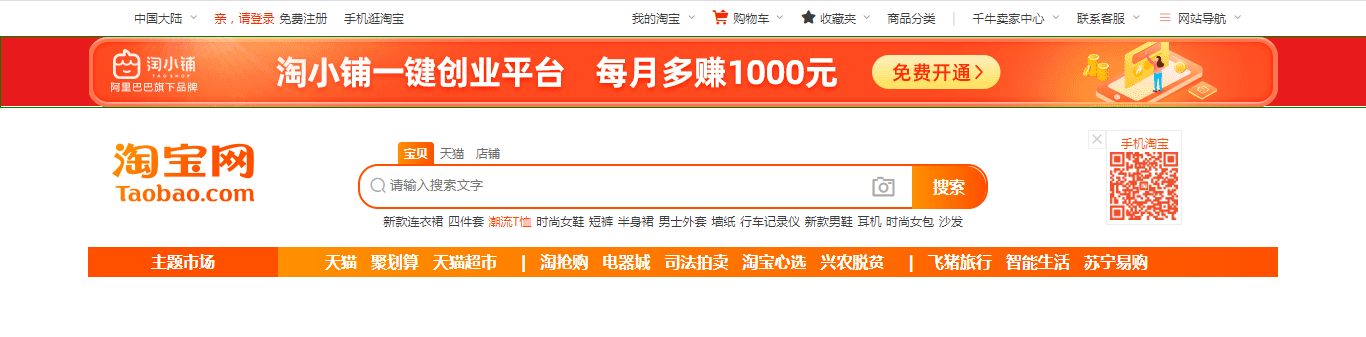 中国大陆 亲，请登录 免费注册 手机逛淘宝 我的淘宝 购物车 收藏夹 商品分类 | 千牛卖家中心 联系客服 网站导航
淘小铺
TAO SHOP
阿里巴巴旗下品牌
淘小铺一键创业平台 每月多赚1000元 免费开通
淘宝网
Taobao.com
宝贝 天猫 店铺
请输入搜索文字 搜索
新款连衣裙 四件套 潮流T恤 时尚女鞋 短裤 半身裙 男士外套 墙纸 行车记录仪 新款男鞋 耳机 时尚女包 沙发
手机淘宝
主题市场 天猫 聚划算 天猫超市 | 淘抢购 电器城 司法拍卖 淘宝心选 兴农脱贫 | 飞猪旅行 智能生活 苏宁易购